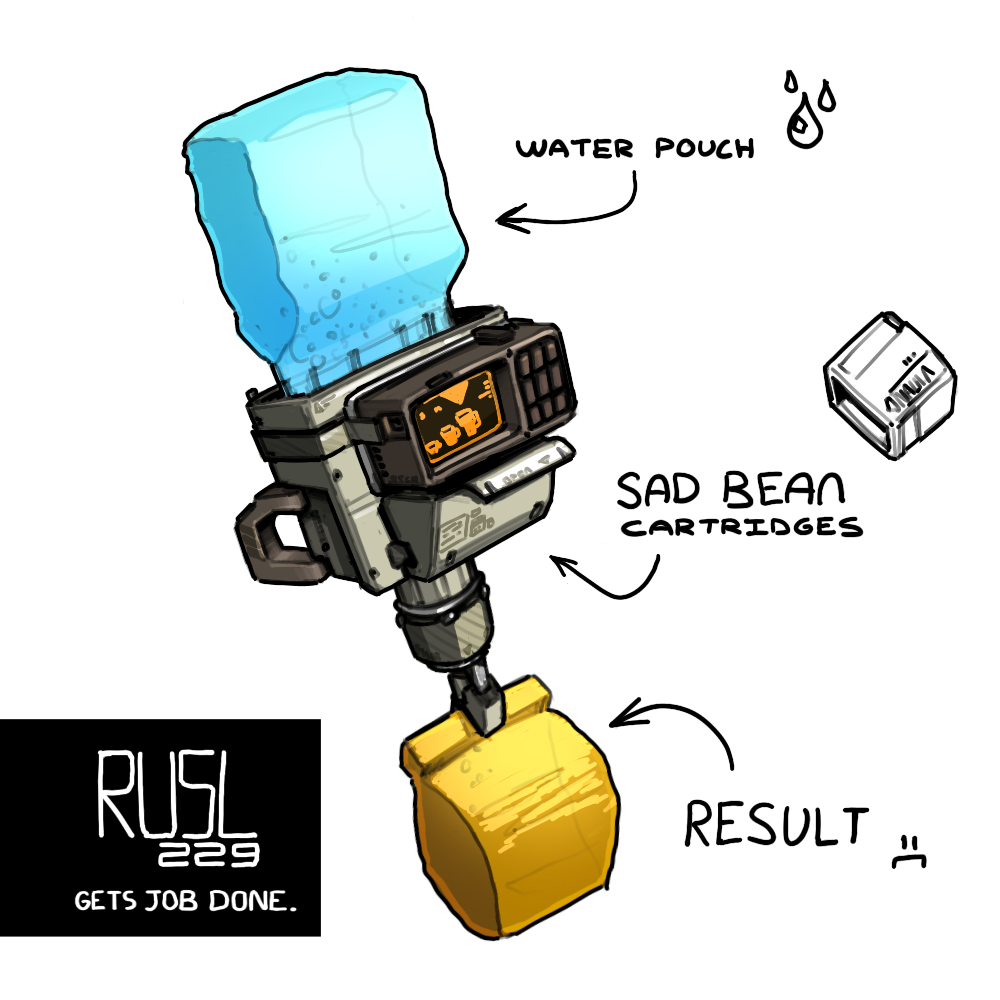 WATER POUCH
SAD BEAN
CARTRIDGES
RESULT
RUSL
229
GETS JOB DONE.